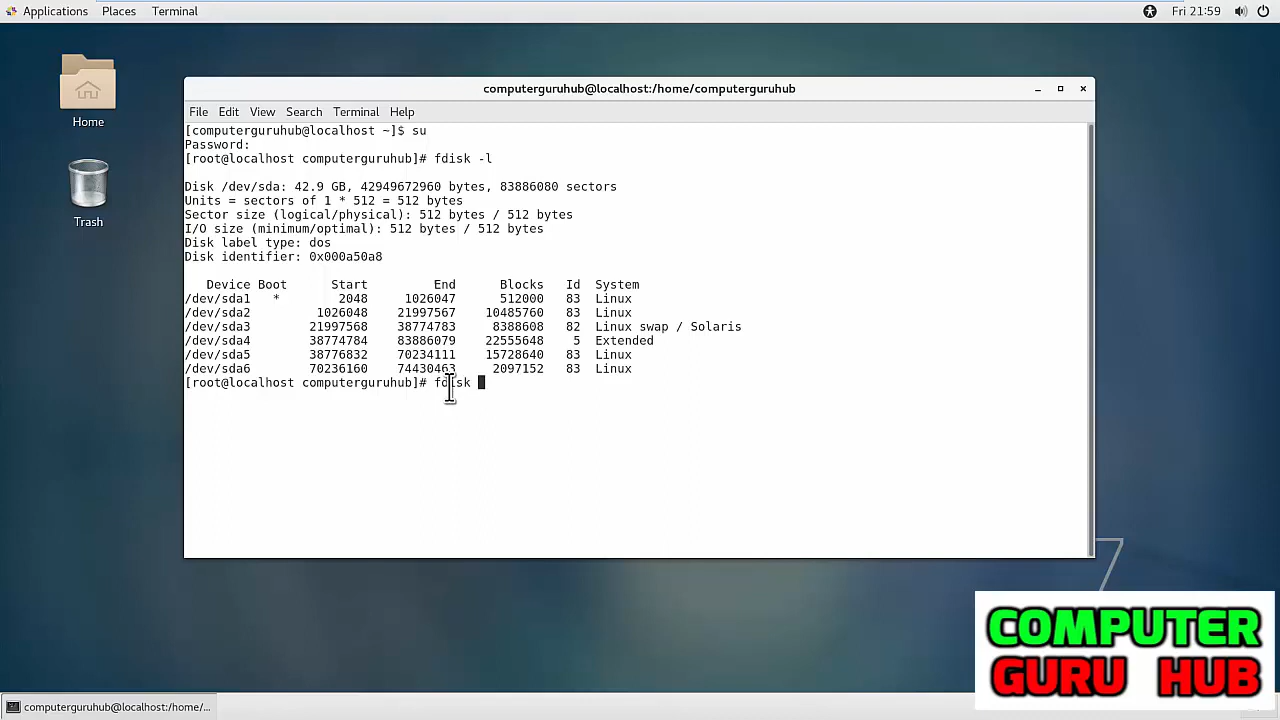 Applications Places Terminal Fri 21:59
Home
Trash
computerguruhub@localhost:/home/computerguruhub
File Edit View Search Terminal Help
[computerguruhub@localhost ~]$ su
Password:
[root@localhost computerguruhub]# fdisk -l
Disk /dev/sda: 42.9 GB, 42949672960 bytes, 83886080 sectors
Units = sectors of 1 * 512 = 512 bytes
Sector size (logical/physical): 512 bytes / 512 bytes
I/O size (minimum/optimal): 512 bytes / 512 bytes
Disk label type: dos
Disk identifier: 0x000a50a8
Device Boot Start End Blocks Id System
/dev/sda1 * 2048 1026047 512000 83 Linux
/dev/sda2 1026048 21997567 10485760 83 Linux
/dev/sda3 21997568 38774783 8388608 82 Linux swap / Solaris
/dev/sda4 38774784 83886079 22555648 5 Extended
/dev/sda5 38776832 70234111 15728640 83 Linux
/dev/sda6 70236160 74430463 2097152 83 Linux
[root@localhost computerguruhub]# fdisk
7
COMPUTER
GURU HUB
computerguruhub@localhost:/home/...